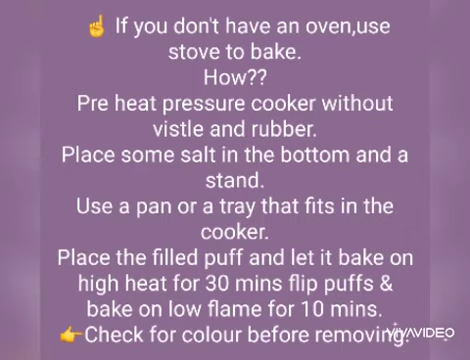 ☝ If you don't have an oven,use
stove to bake.
How??
Pre heat pressure cooker without
vistle and rubber.
Place some salt in the bottom and a
stand.
Use a pan or a tray that fits in the
cooker.
Place the filled puff and let it bake on
high heat for 30 mins flip puffs &
bake on low flame for 10 mins.
👉Check for colour before removing.
VIVAVIDEO